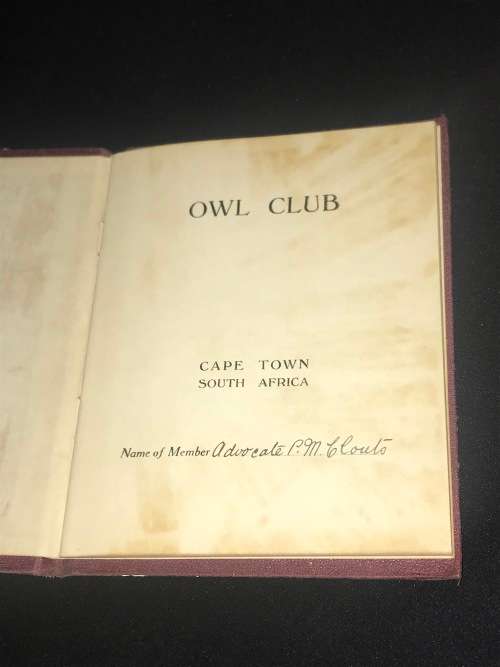 OWL CLUB
CAPE TOWN
SOUTH AFRICA
Name of Member Advocate P. M. Clouts